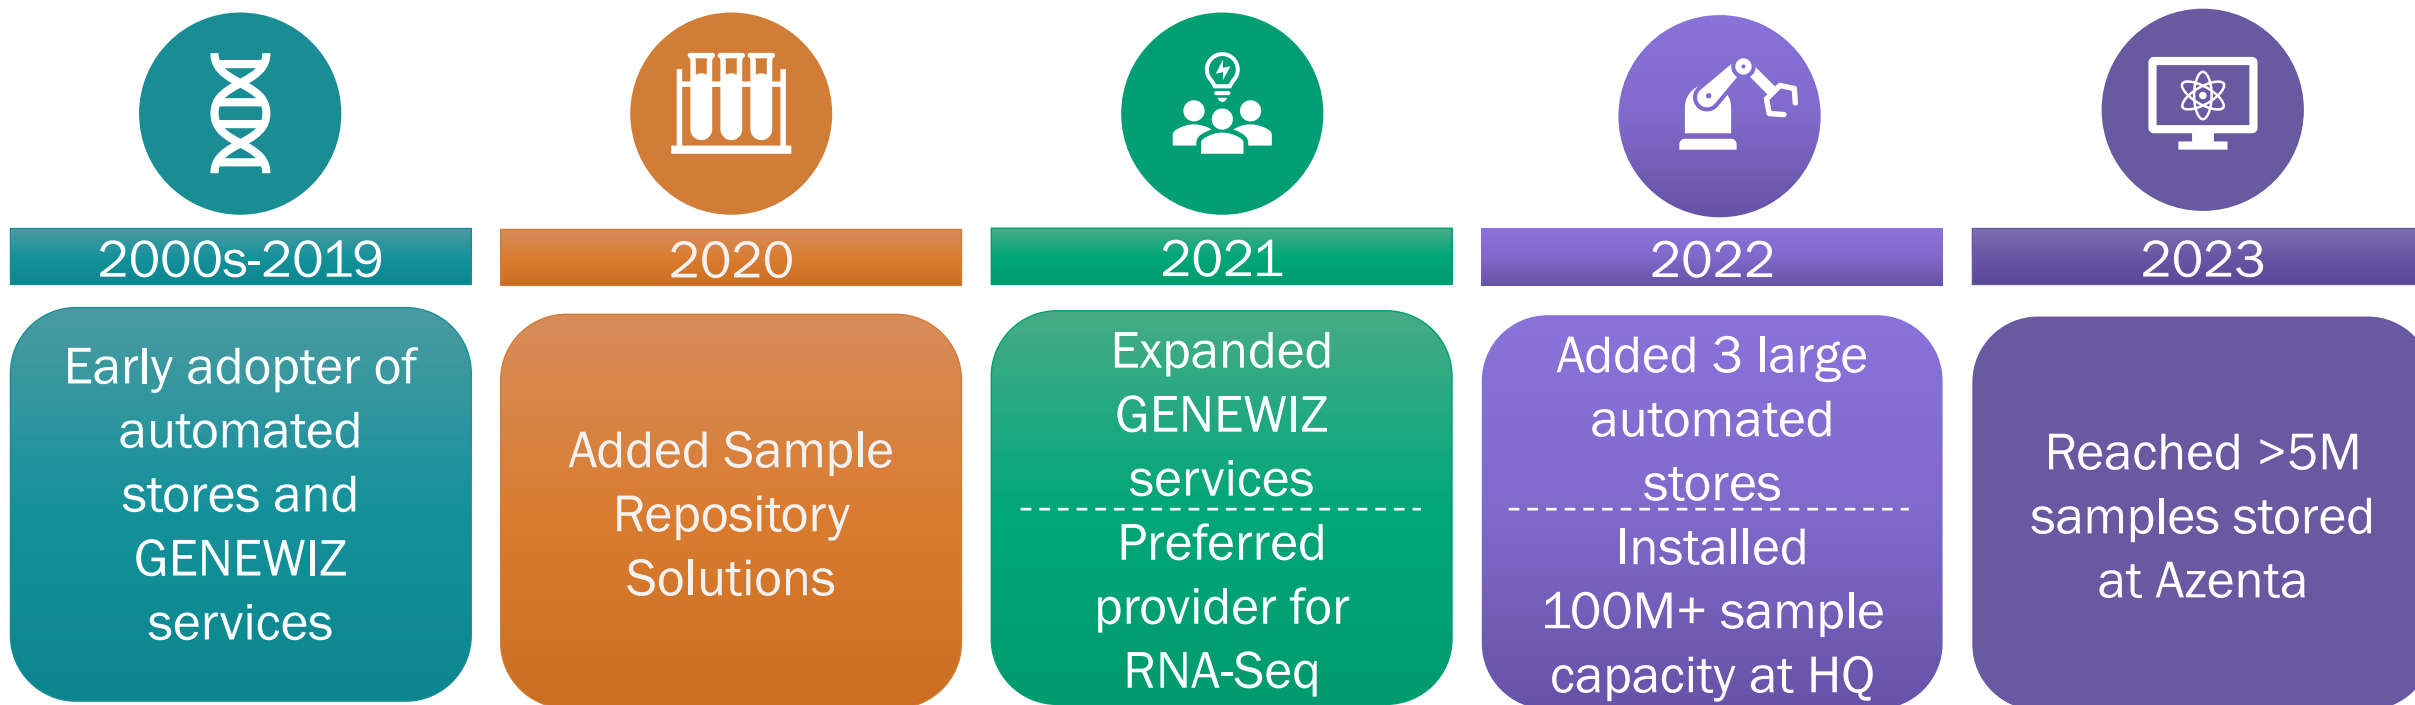 2000s-2019
Early adopter of
automated
stores and
GENEWIZ
services
2020
Added Sample
Repository
Solutions
2021
Expanded
GENEWIZ
services
Preferred
provider for
RNA-Seq
2022
Added 3 large
automated
stores
Installed
100M+ sample
capacity at HQ
2023
Reached >5M
samples stored
at Azenta